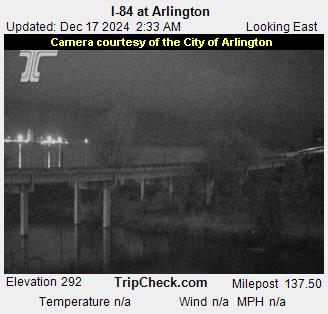 I-84 at Arlington
Updated: Dec 17 2024 2:33 AM Looking East
Camera courtesy of the City of Arlington
Elevation 292 TripCheck.com Milepost 137.50
Temperature n/a Wind n/a MPH n/a